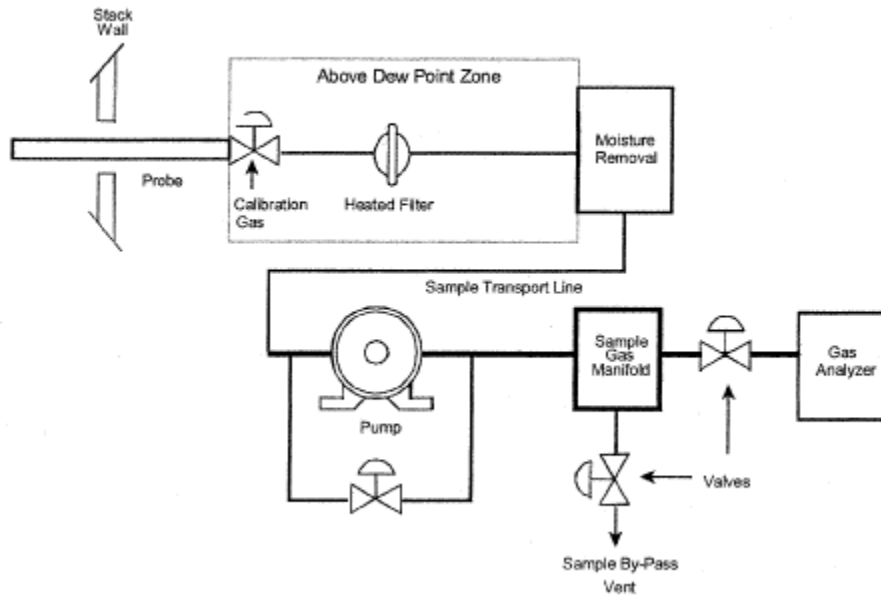 Stack
Wall
Above Dew Point Zone
Moisture
Removal
Probe
Calibration
Gas
Heated Filter
Sample Transport Line
Sample
Gas
Manifold
Gas
Analyzer
Pump
Valves
Sample By-Pass
Vent